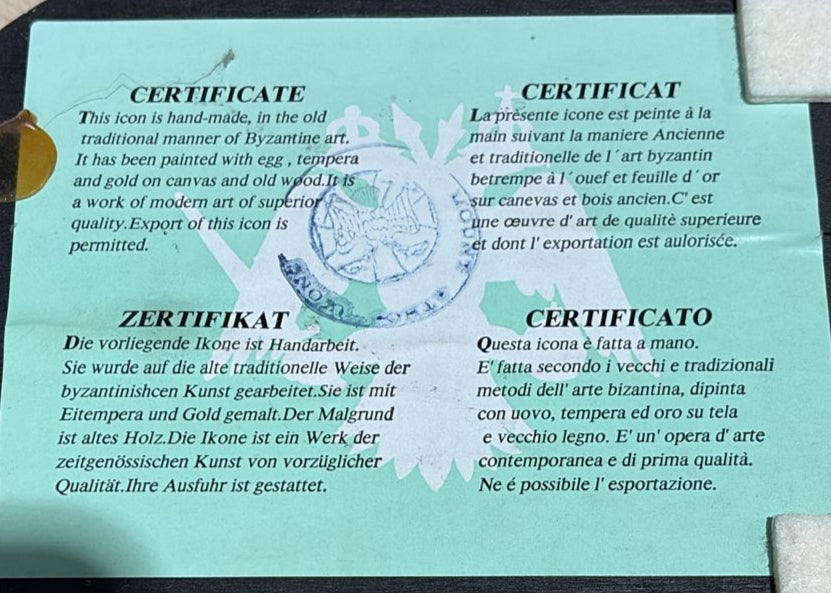 CERTIFICATE
This icon is hand-made, in the old
traditional manner of Byzantine art.
It has been painted with egg , tempera
and gold on canvas and old wood.It is
a work of modern art of superior
quality.Export of this icon is
permitted.
CERTIFICAT
La prèsente icone est peinte à la
main suivant la maniere Ancienne
et traditionelle de l ´ art byzantin
betrempe à l ´ouef et feuille d´or
sur canevas et bois ancien.C' est
une œuvre d' art de qualitè superieure
et dont l' exportation est aulorisée.
ZERTIFIKAT
Die vorliegende Ikone ist Handarbeit.
Sie wurde auf die alte traditionelle Weise der
byzantinishcen Kunst gearbeitet.Sie ist mit
Eitempera und Gold gemalt.Der Malgrund
ist altes Holz.Die Ikone ist ein Werk der
zeitgenössischen Kunst von vorzüglicher
Qualität.Ihre Ausfuhr ist gestattet.
CERTIFICATO
Questa icona è fatta a mano.
E' fatta secondo i vecchi e tradizionali
metodi dell' arte bizantina, dipinta
con uovo, tempera ed oro su tela
e vecchio legno. E' un' opera d' arte
contemporanea e di prima qualità.
Ne é possibile l' esportazione.
MOUNT ATHOS